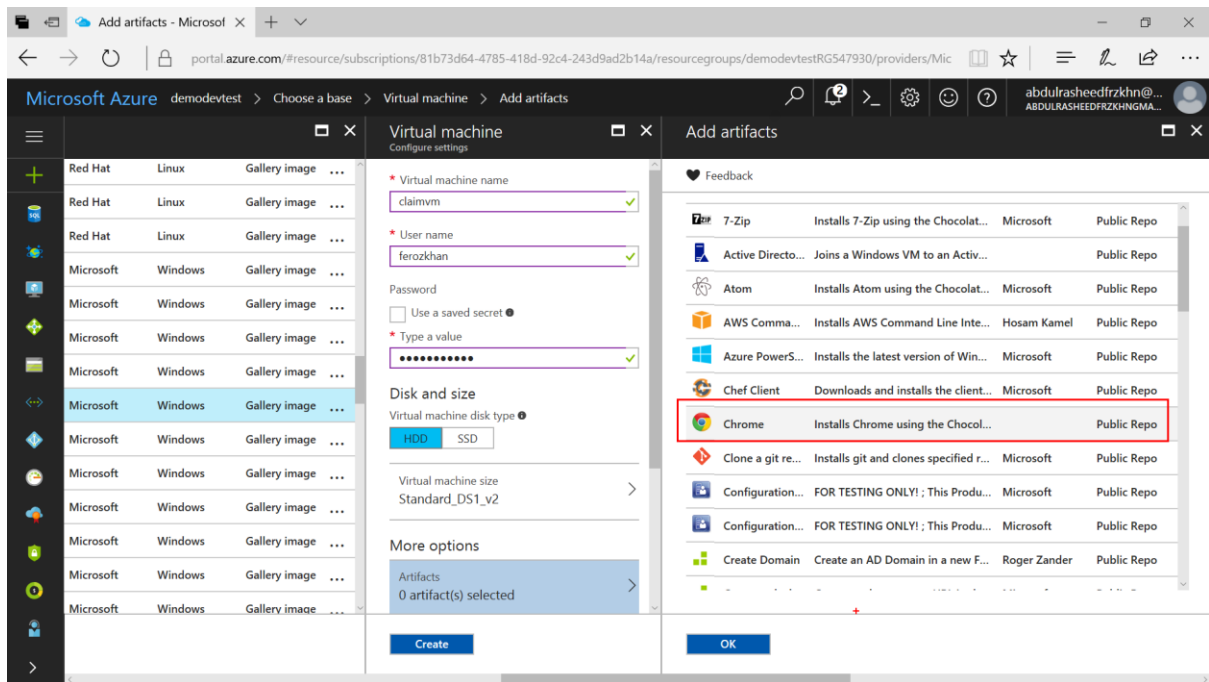 Add artifacts - Microsof
portal.azure.com/#resource/subscriptions/81b73d64-4785-418d-92c4-243d9ad2b14a/resourcegroups/demodevtestRG547930/providers/Mic
Microsoft Azure demodevtest > Choose a base > Virtual machine > Add artifacts
2
abdulrasheedfrzkhn@...
ABDULRASHEEDFRZKHNGMA...
Red Hat Linux Gallery image ...
Red Hat Linux Gallery image ...
Red Hat Linux Gallery image ...
Microsoft Windows Gallery image ...
Microsoft Windows Gallery image ...
Microsoft Windows Gallery image ...
Microsoft Windows Gallery image ...
Microsoft Windows Gallery image ...
Microsoft Windows Gallery image ...
Microsoft Windows Gallery image ...
Microsoft Windows Gallery image ...
Microsoft Windows Gallery image ...
Microsoft Windows Gallery image ...
Microsoft Windows Gallery image ...
Virtual machine
Configure settings
* Virtual machine name
claimvm
* User name
ferozkhan
Password
Use a saved secret
* Type a value
•••••••••••
Disk and size
Virtual machine disk type
HDD SSD
Virtual machine size
Standard_DS1_v2
More options
Artifacts
0 artifact(s) selected
Create
Add artifacts
Feedback
7-Zip Installs 7-Zip using the Chocolat... Microsoft Public Repo
Active Directo... Joins a Windows VM to an Activ... Public Repo
Atom Installs Atom using the Chocolat... Microsoft Public Repo
AWS Comma... Installs AWS Command Line Inte... Hosam Kamel Public Repo
Azure PowerS... Installs the latest version of Win... Microsoft Public Repo
Chef Client Downloads and installs the client... Microsoft Public Repo
Chrome Installs Chrome using the Chocol... Public Repo
Clone a git re... Installs git and clones specified r... Microsoft Public Repo
Configuration... FOR TESTING ONLY! ; This Produ... Microsoft Public Repo
Configuration... FOR TESTING ONLY! ; This Produ... Microsoft Public Repo
Create Domain Create an AD Domain in a new F... Roger Zander Public Repo
OK